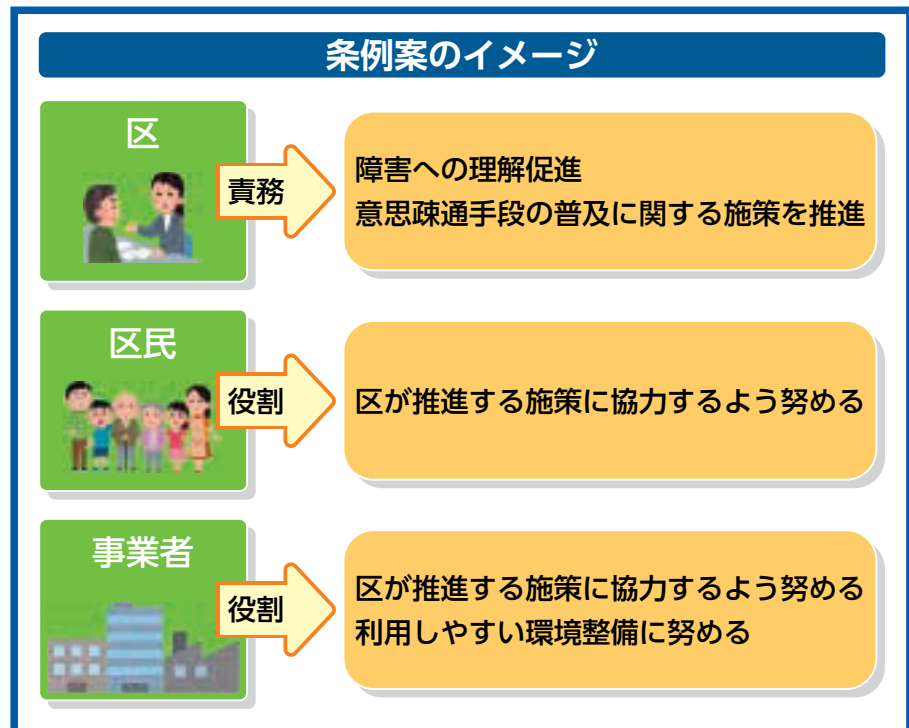 条例案のイメージ
区
責務
障害への理解促進
意思疎通手段の普及に関する施策を推進
区民
役割
区が推進する施策に協力するよう努める
事業者
役割
区が推進する施策に協力するよう努める
利用しやすい環境整備に努める